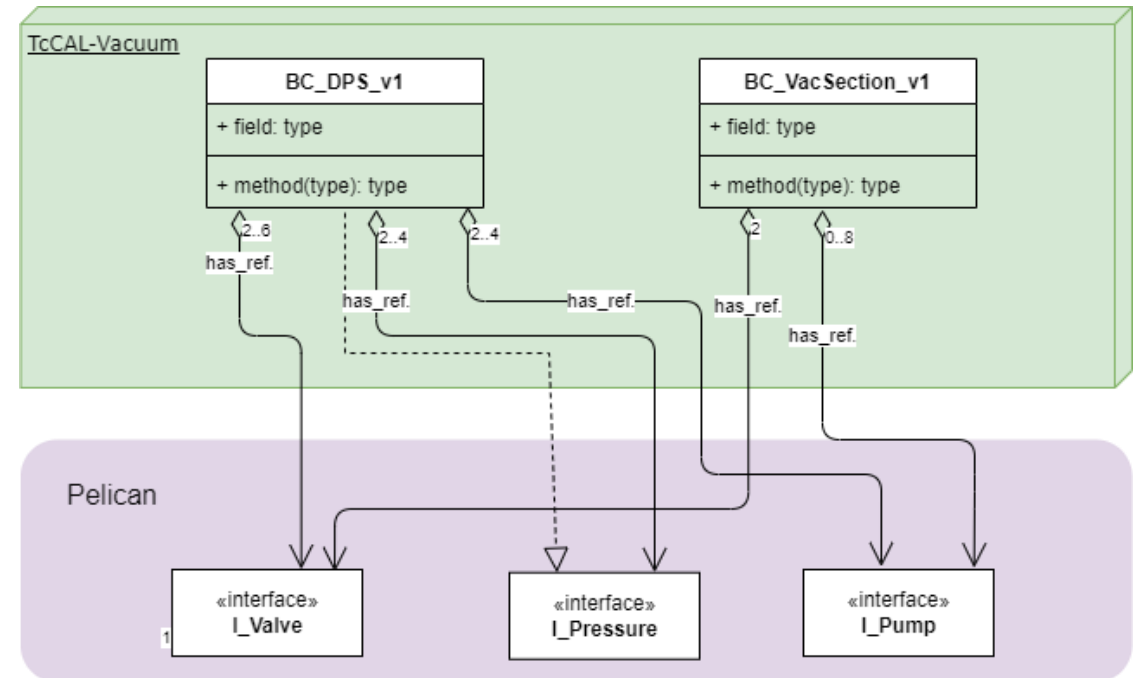 TcCAL-Vacuum
BC_DPS_v1
+ field: type
+ method(type): type
BC_VacSection_v1
+ field: type
+ method(type): type
2..6
2..4
2..4
2
0..8
has_ref.
has_ref.
has_ref.
has_ref.
has_ref.
Pelican
«interface»
I_Valve
1
«interface»
I_Pressure
«interface»
I_Pump